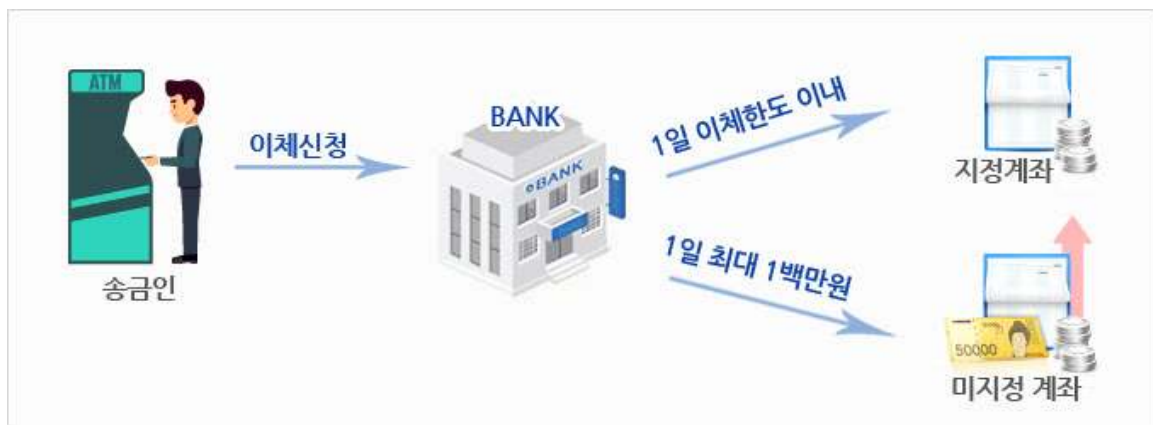 ATM
송금인
이체신청
BANK
BANK
1일 이체한도 이내
지정계좌
1일 최대 1백만원
50000
미지정 계좌